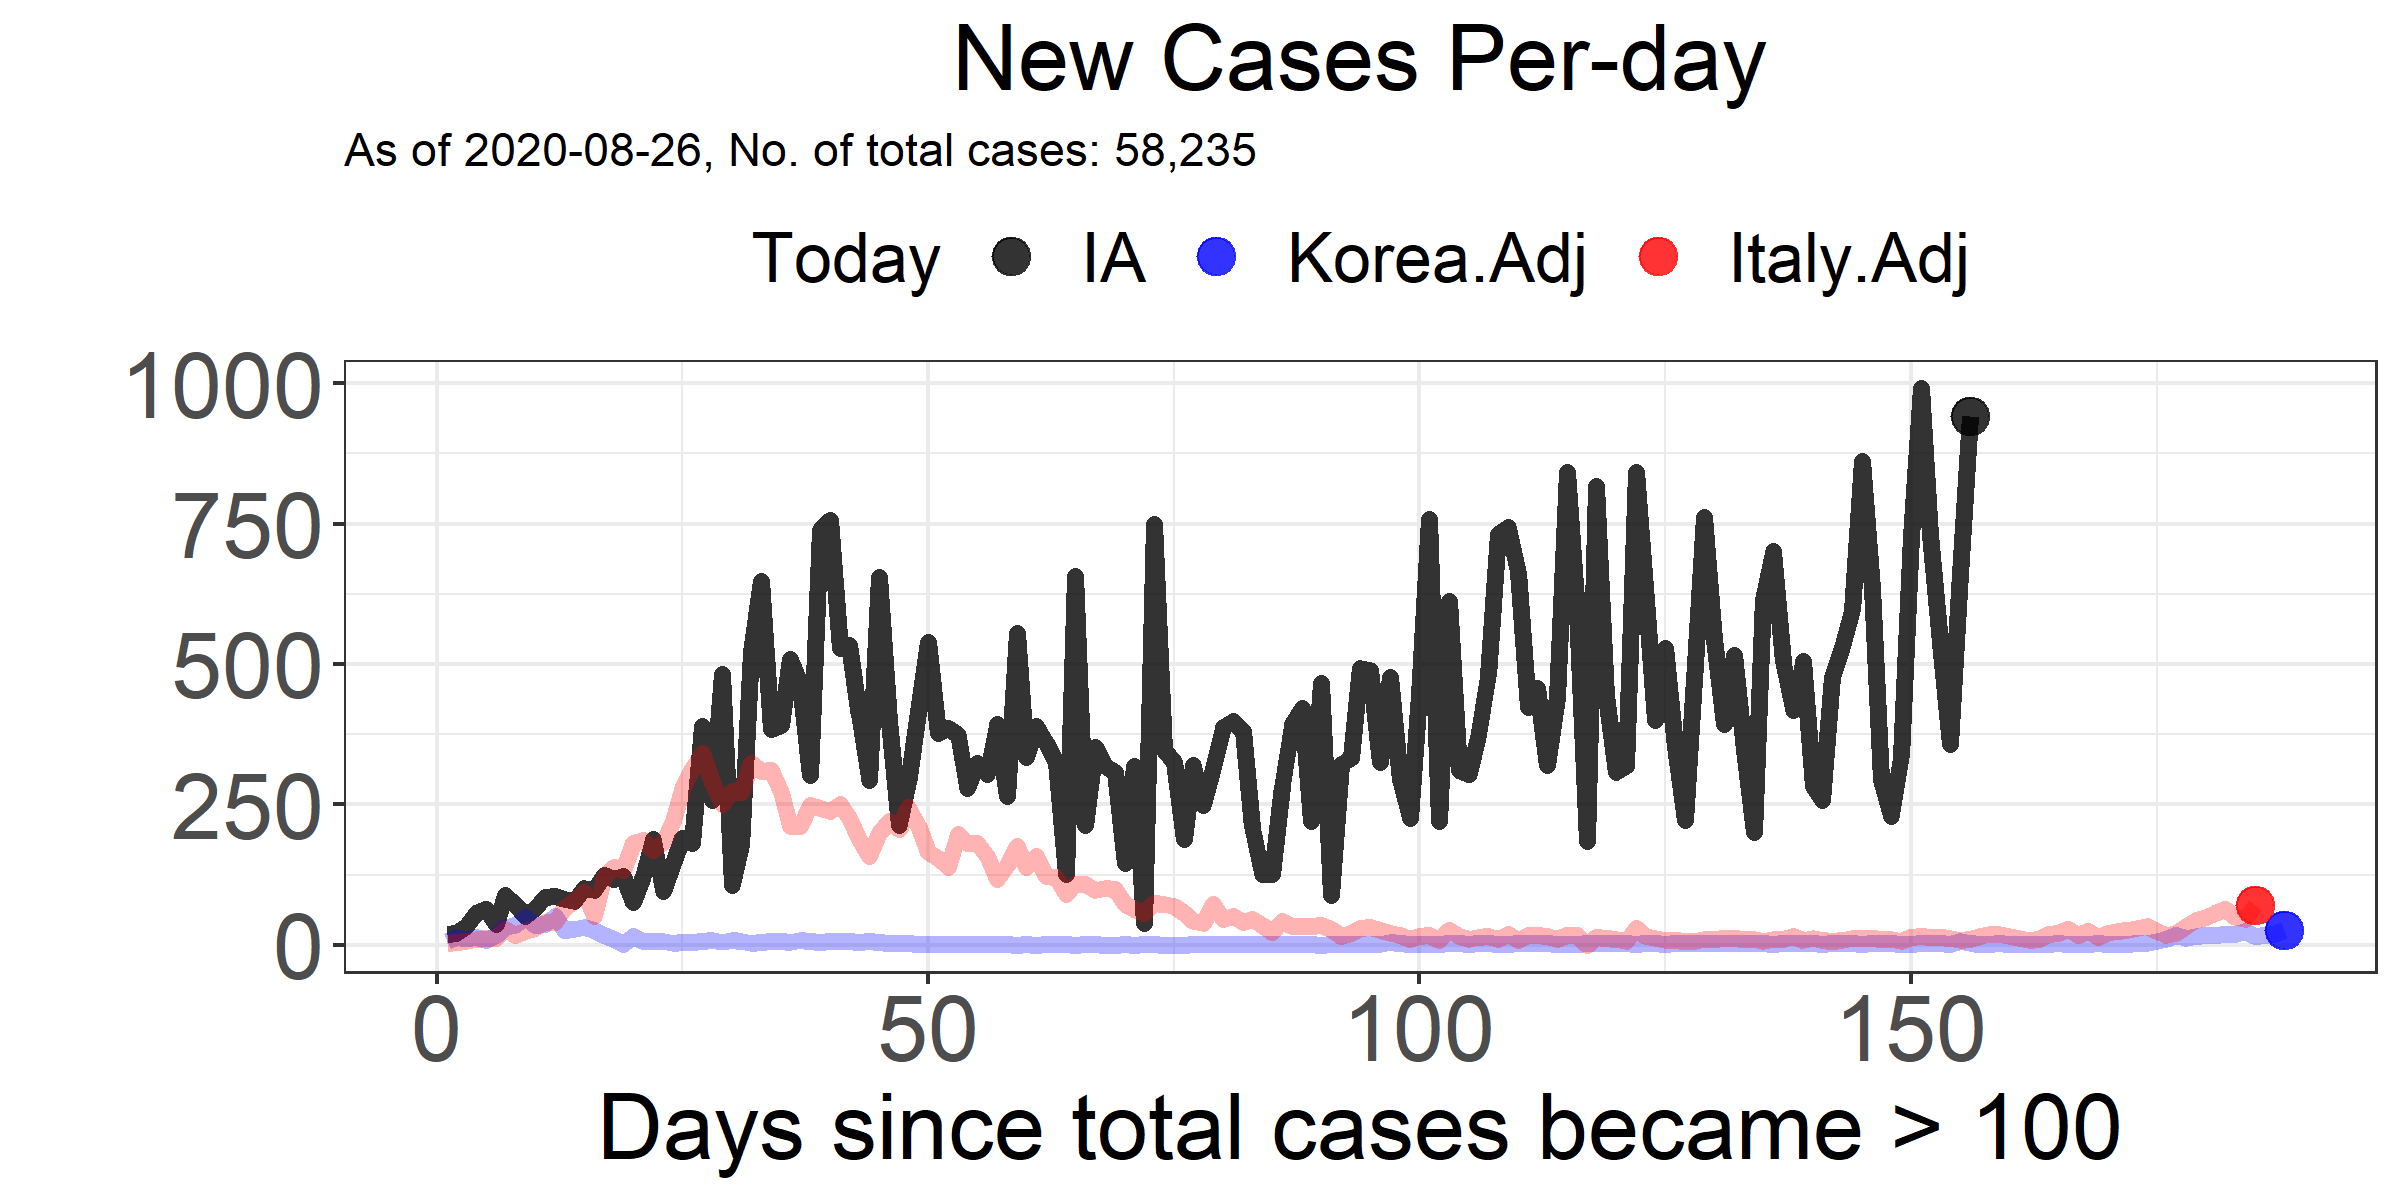 New Cases Per-day
As of 2020-08-26, No. of total cases: 58,235
Today IA Korea.Adj Italy.Adj
1000
750
500
250
0
0 50 100 150
Days since total cases became > 100